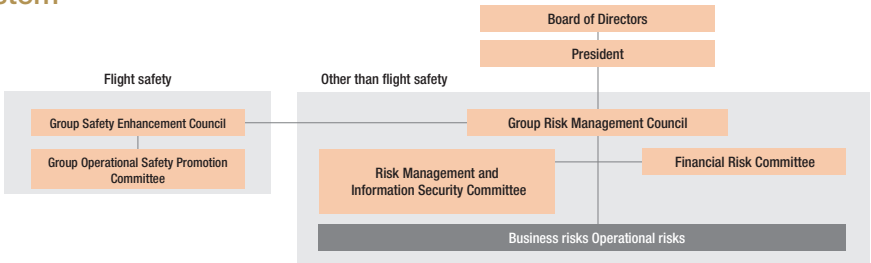 Board of Directors
President
Flight safety
Other than flight safety
Group Safety Enhancement Council
Group Risk Management Council
Group Operational Safety Promotion
Committee
Risk Management and
Information Security Committee
Financial Risk Committee
Business risks Operational risks